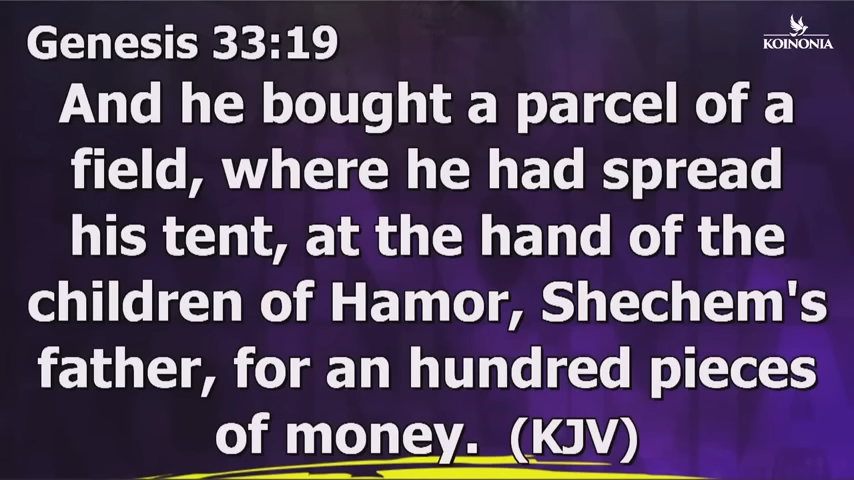 Genesis 33:19
KOINONIA
And he bought a parcel of a
field, where he had spread
his tent, at the hand of the
children of Hamor, Shechem's
father, for an hundred pieces
of money. (KJV)